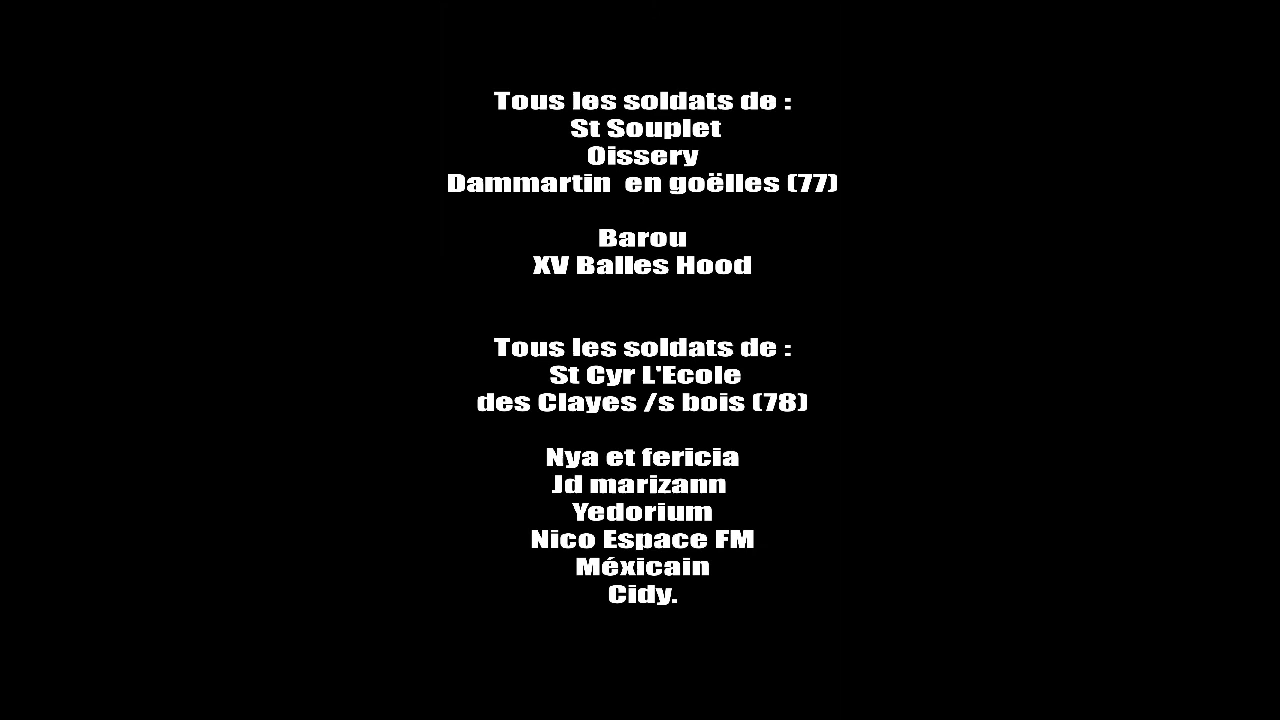 Tous les soldats de :
St Souplet
Oissery
Dammartin  en goëlles (77)
Barou
XV Balles Hood
Tous les soldats de :
St Cyr L'Ecole
des Clayes /s bois (78)
Nya et fericia
Jd marizann
Yedorium
Nico Espace FM
Méxicain
Cidy.